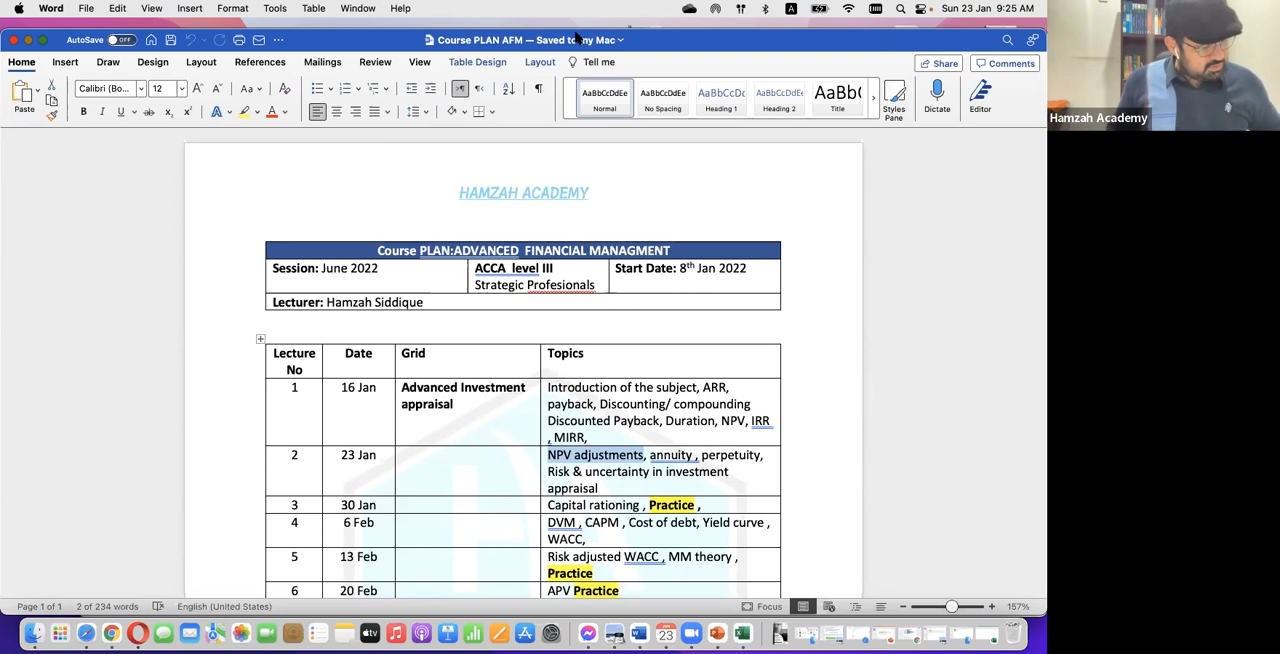 Word File Edit View Insert Format Tools Table Window Help A Sun 23 Jan 9:25 AM
AutoSave OFF Course PLAN AFM — Saved to my Mac
Home Insert Draw Design Layout References Mailings Review View Table Design Layout Tell me Share Comments
Paste Calibri (Bo... 12 AaBbCcDdEe AaBbCcDdEe AaBbCcDc AaBbCcDdEe AaBbC
Normal No Spacing Heading 1 Heading 2 Title Styles Pane Dictate Editor
Hamzah Academy
HAMZAH ACADEMY
Course PLAN:ADVANCED FINANCIAL MANAGMENT
Session: June 2022 ACCA level III Start Date: 8th Jan 2022
Strategic Profesionals
Lecturer: Hamzah Siddique
Lecture Date Grid Topics
No
1 16 Jan Advanced Investment Introduction of the subject, ARR,
appraisal payback, Discounting/ compounding
Discounted Payback, Duration, NPV, IRR
, MIRR,
2 23 Jan NPV adjustments, annuity , perpetuity,
Risk & uncertainty in investment
appraisal
3 30 Jan Capital rationing , Practice ,
4 6 Feb DVM , CAPM , Cost of debt, Yield curve ,
WACC,
5 13 Feb Risk adjusted WACC , MM theory ,
Practice
6 20 Feb APV Practice
Page 1 of 1 2 of 234 words English (United States) Focus 157%